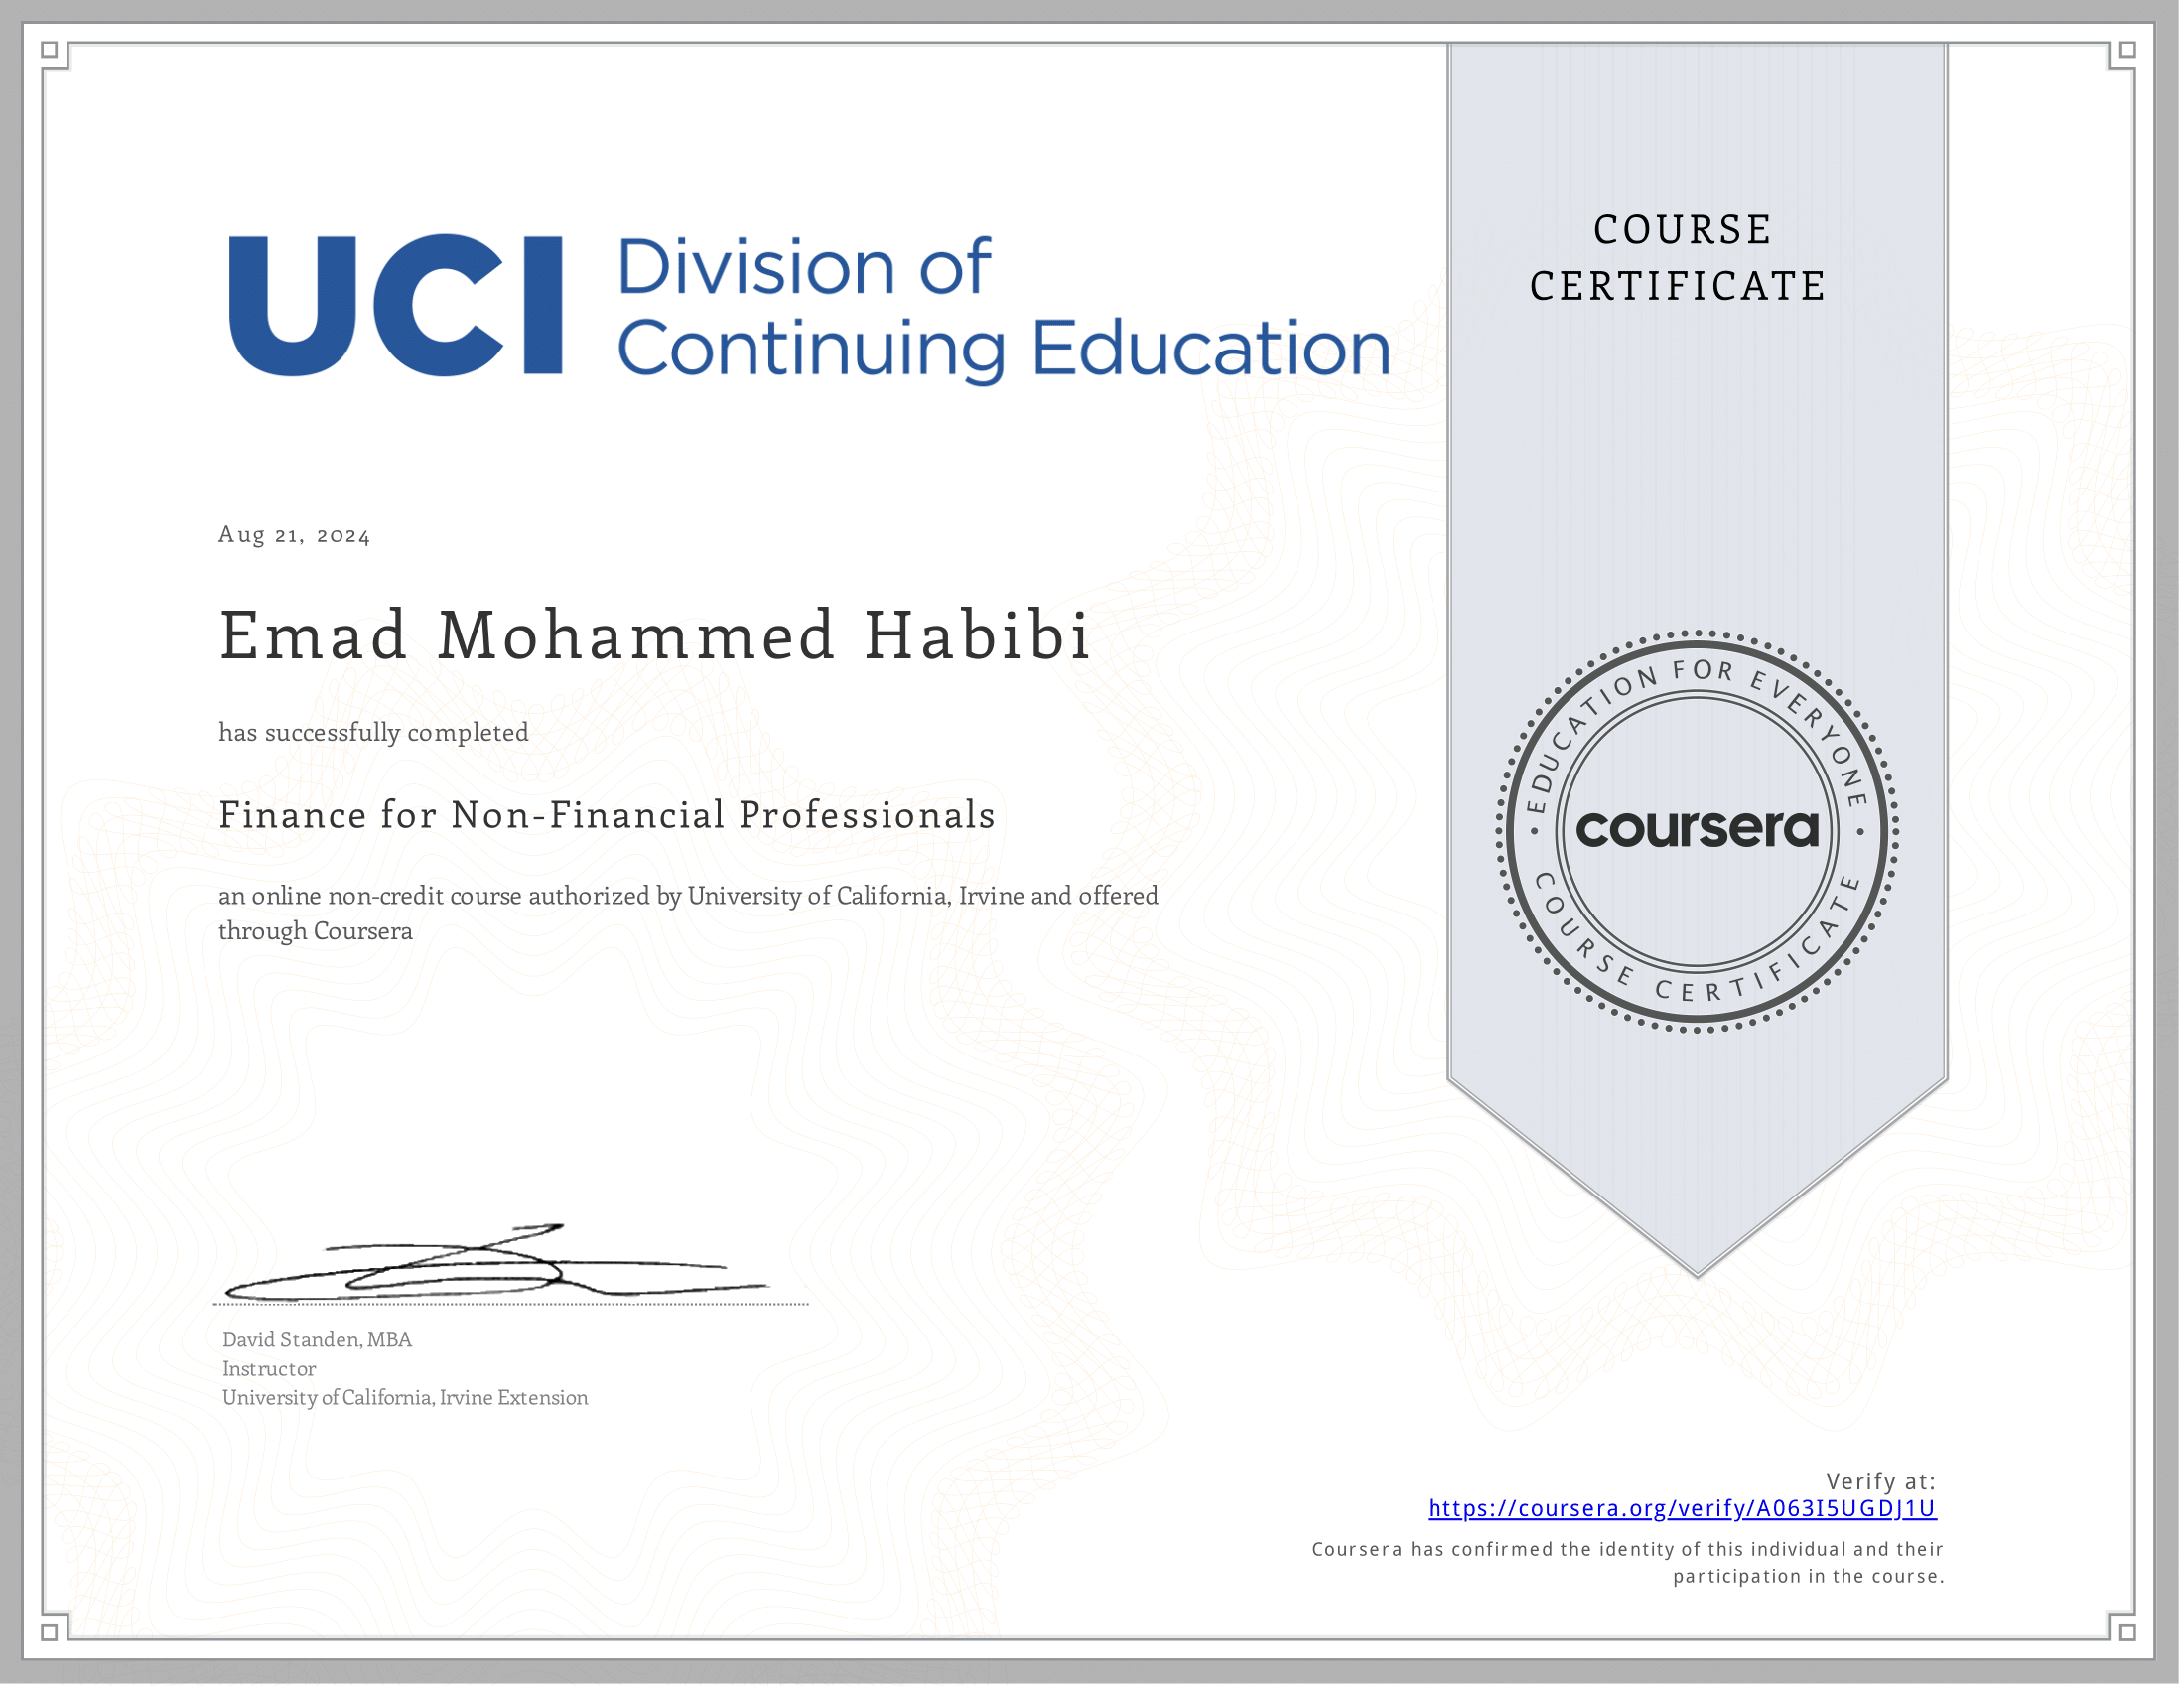 UCI Division of
Continuing Education
COURSE
CERTIFICATE
Aug 21, 2024
Emad Mohammed Habibi
has successfully completed
Finance for Non-Financial Professionals
an online non-credit course authorized by University of California, Irvine and offered
through Coursera
EDUCATION FOR EVERYONE
coursera
COURSE CERTIFICATE
David Standen, MBA
Instructor
University of California, Irvine Extension
Verify at:
https://coursera.org/verify/A063I5UGDJ1U
Coursera has confirmed the identity of this individual and their
participation in the course.